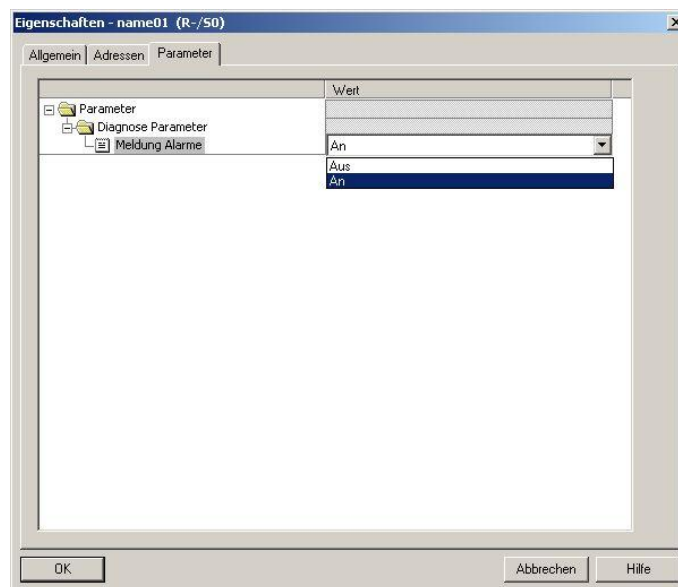 Eigenschaften - name01 (R-/S0)
Allgemein
Adressen
Parameter
Wert
Parameter
Diagnose Parameter
Meldung Alarme
An
Aus
An
OK
Abbrechen
Hilfe